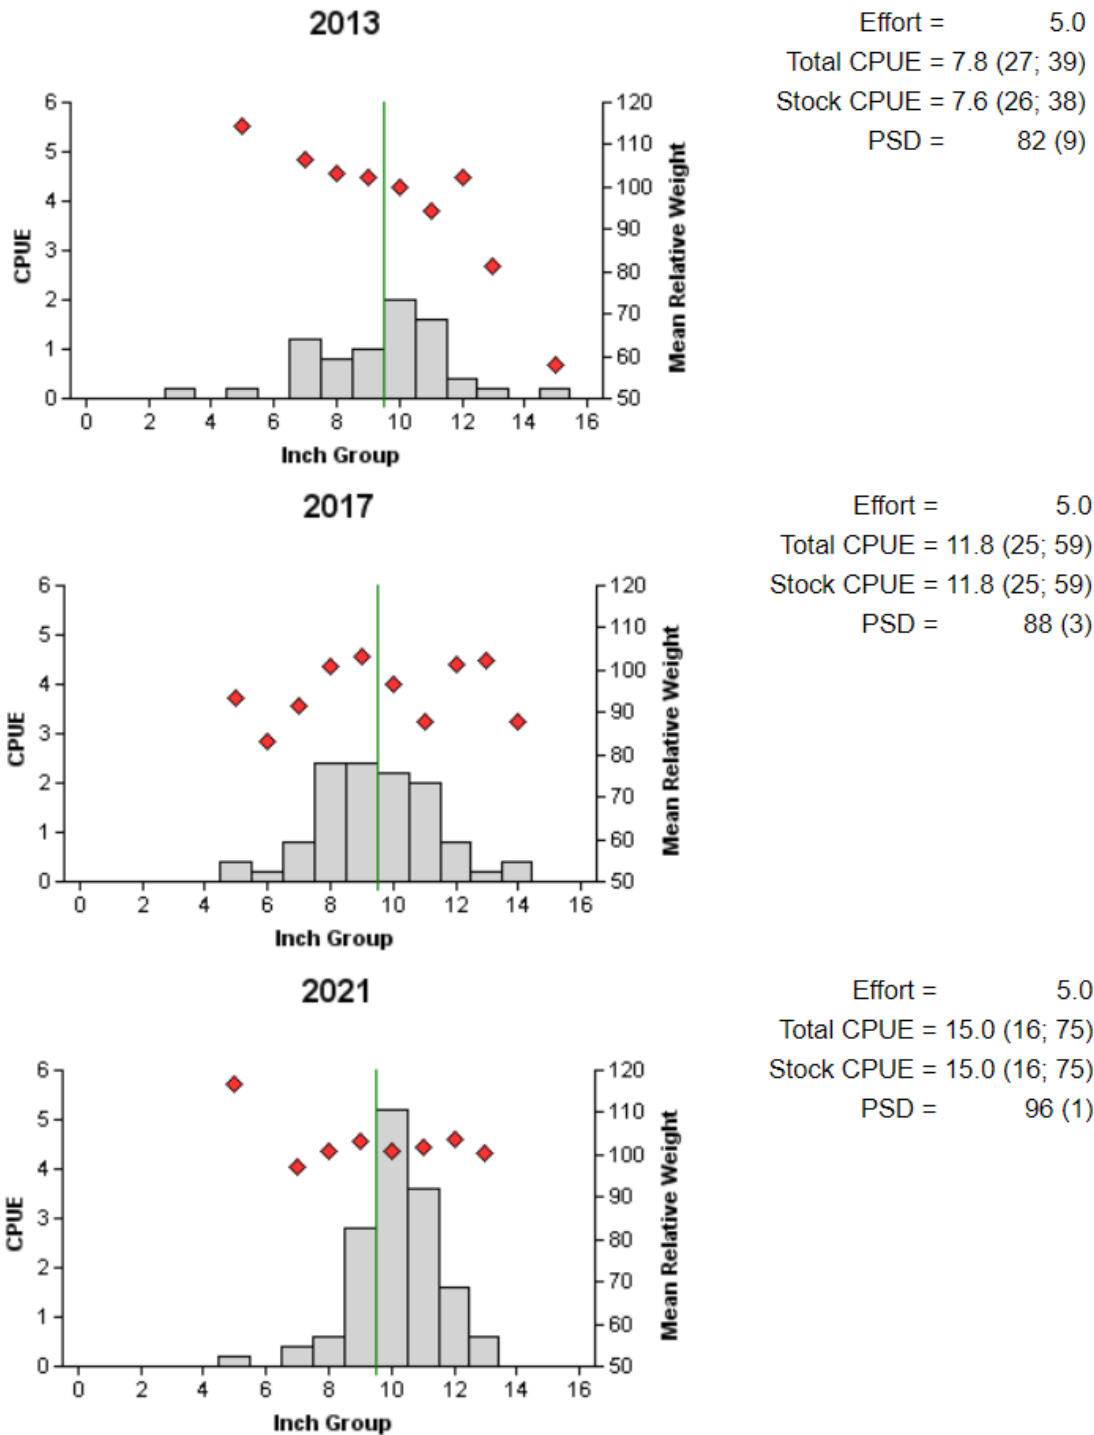 2013
Effort = 5.0
Total CPUE = 7.8 (27; 39)
Stock CPUE = 7.6 (26; 38)
PSD = 82 (9)
6
5
4
3
2
1
0
CPUE
120
110
100
90
80
70
60
50
Mean Relative Weight
0 2 4 6 8 10 12 14 16
Inch Group
2017
Effort = 5.0
Total CPUE = 11.8 (25; 59)
Stock CPUE = 11.8 (25; 59)
PSD = 88 (3)
6
5
4
3
2
1
0
CPUE
120
110
100
90
80
70
60
50
Mean Relative Weight
0 2 4 6 8 10 12 14 16
Inch Group
2021
Effort = 5.0
Total CPUE = 15.0 (16; 75)
Stock CPUE = 15.0 (16; 75)
PSD = 96 (1)
6
5
4
3
2
1
0
CPUE
120
110
100
90
80
70
60
50
Mean Relative Weight
0 2 4 6 8 10 12 14 16
Inch Group